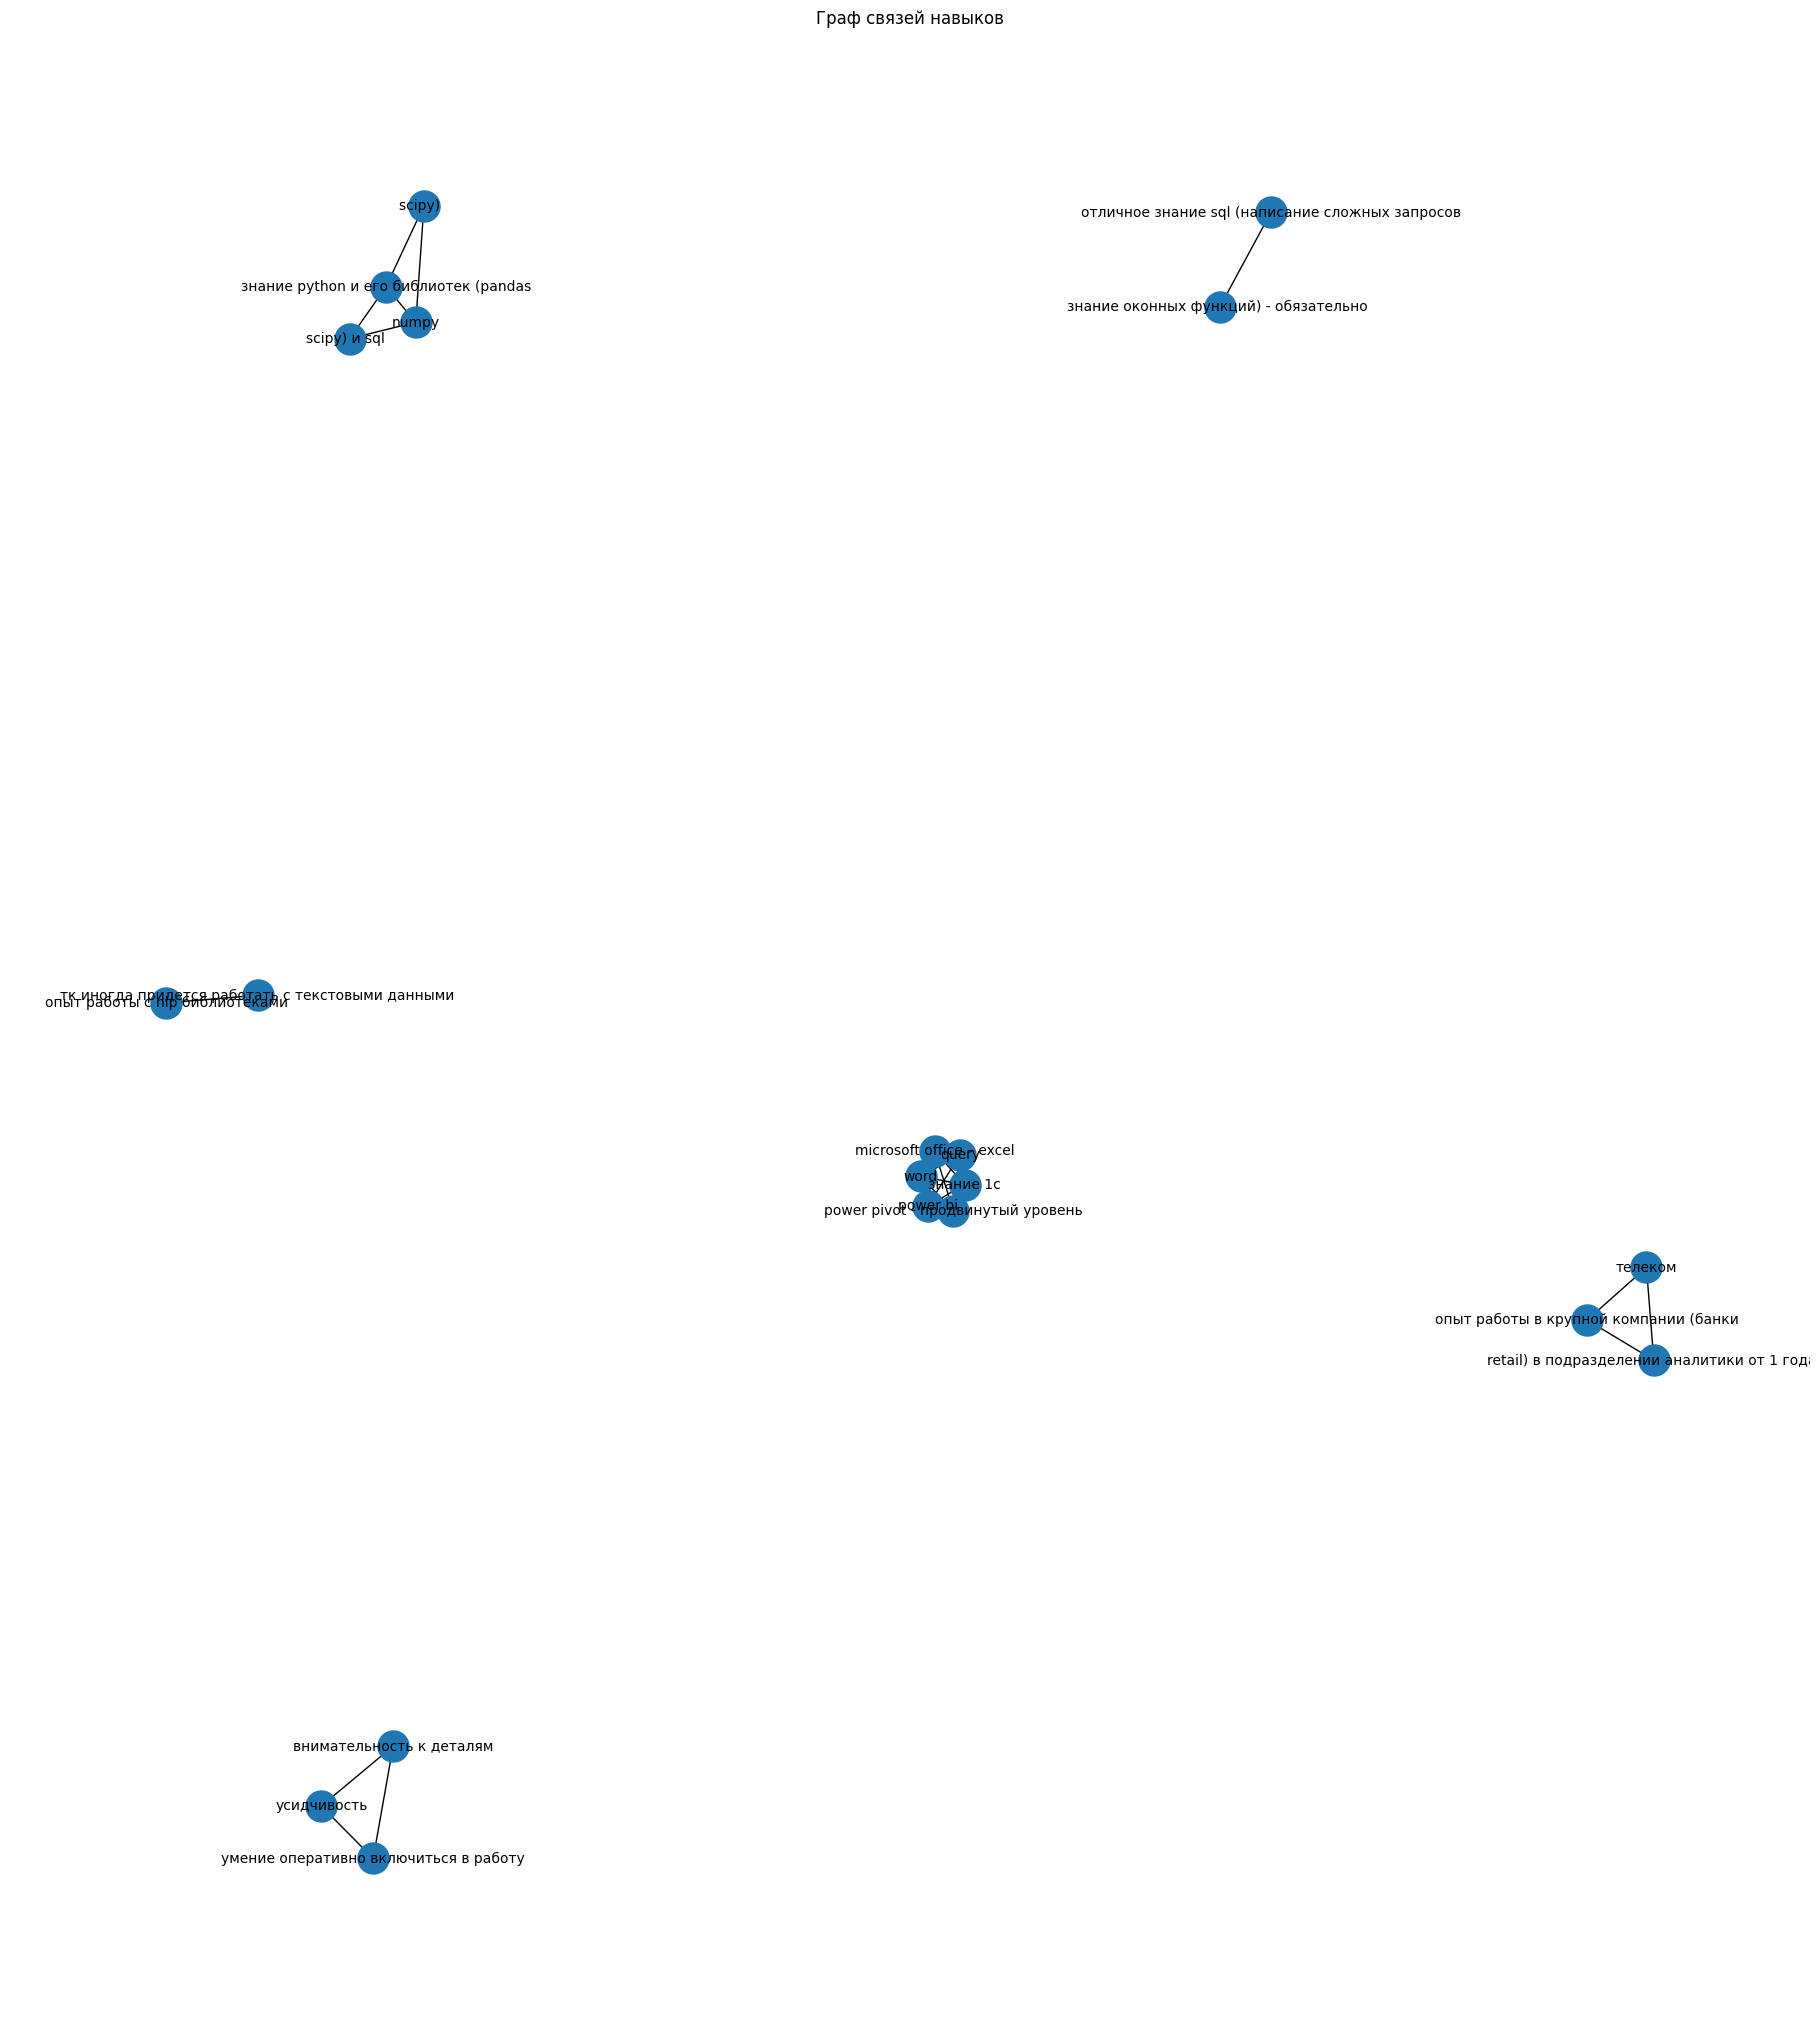 Граф связей навыков
scipy)
отличное знание sql (написание сложных запросов
знание python и его библиотек (pandas
знание оконных функций) - обязательно
numpy
scipy) и sql
тк иногда придется работать с текстовыми данными
опыт работы с nlp библиотеками
microsoft office - excel
query
word
знание 1с
power bi
power pivot - продвинутый уровень
телеком
опыт работы в крупной компании (банки
retail) в подразделении аналитики от 1 года
внимательность к деталям
усидчивость
умение оперативно включиться в работу